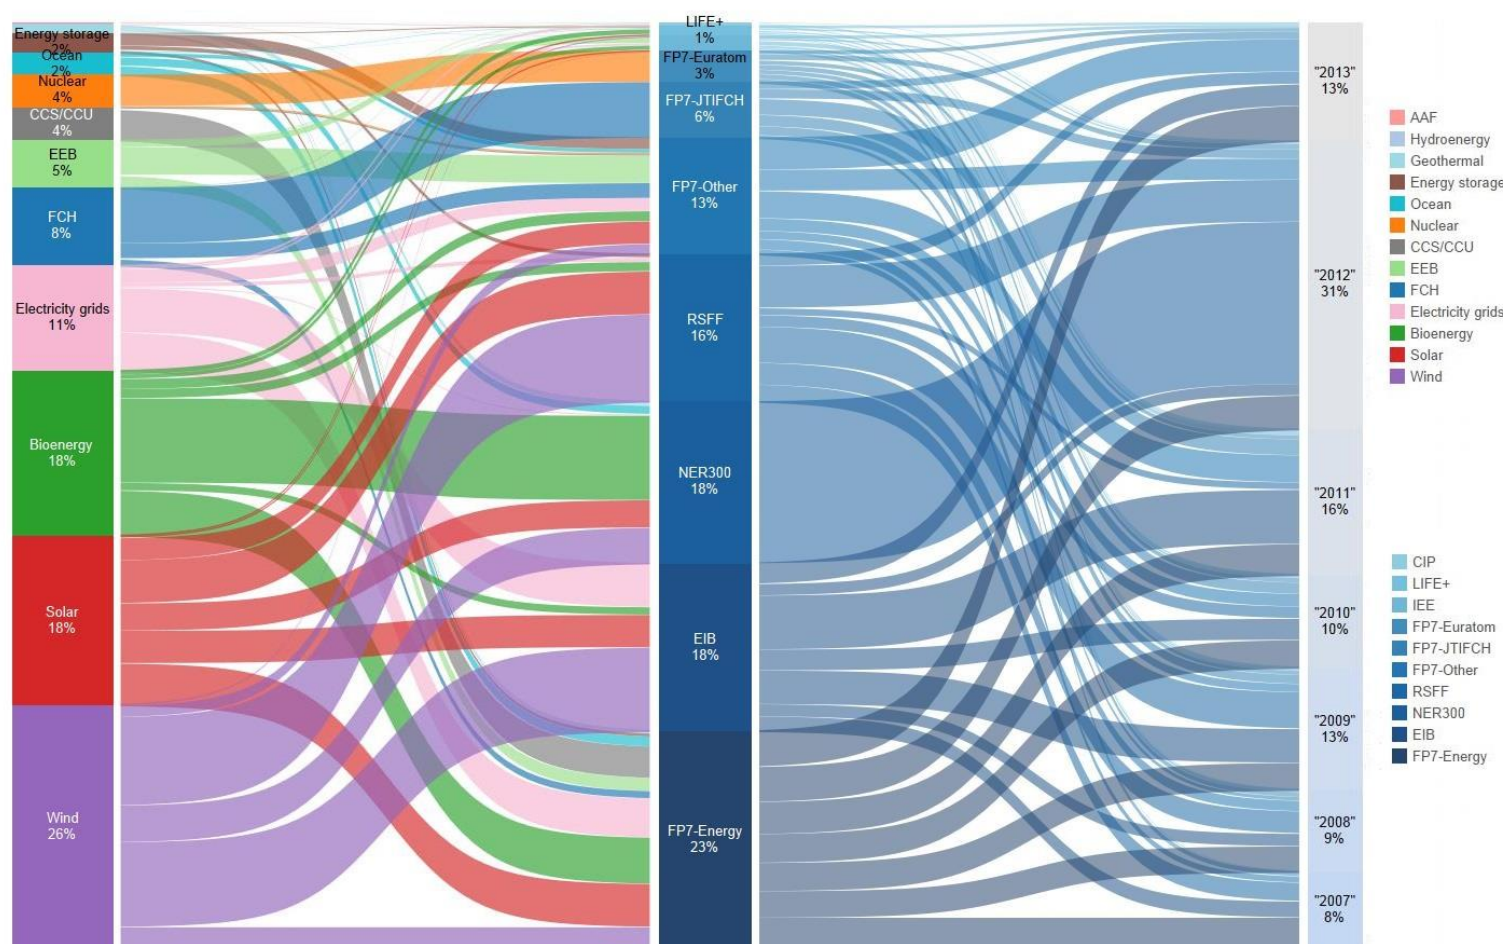 Energy storage
2%
Ocean
2%
Nuclear
4%
CCS/CCU
4%
EEB
5%
FCH
8%
Electricity grids
11%
Bioenergy
18%
Solar
18%
Wind
26%
LIFE+
1%
FP7-Euratom
3%
FP7-JTIFCH
6%
FP7-Other
13%
RSFF
16%
NER300
18%
EIB
18%
FP7-Energy
23%
"2013"
13%
"2012"
31%
"2011"
16%
"2010"
10%
"2009"
13%
"2008"
9%
"2007"
8%
AAF
Hydroenergy
Geothermal
Energy storage
Ocean
Nuclear
CCS/CCU
EEB
FCH
Electricity grids
Bioenergy
Solar
Wind
CIP
LIFE+
IEE
FP7-Euratom
FP7-JTIFCH
FP7-Other
RSFF
NER300
EIB
FP7-Energy